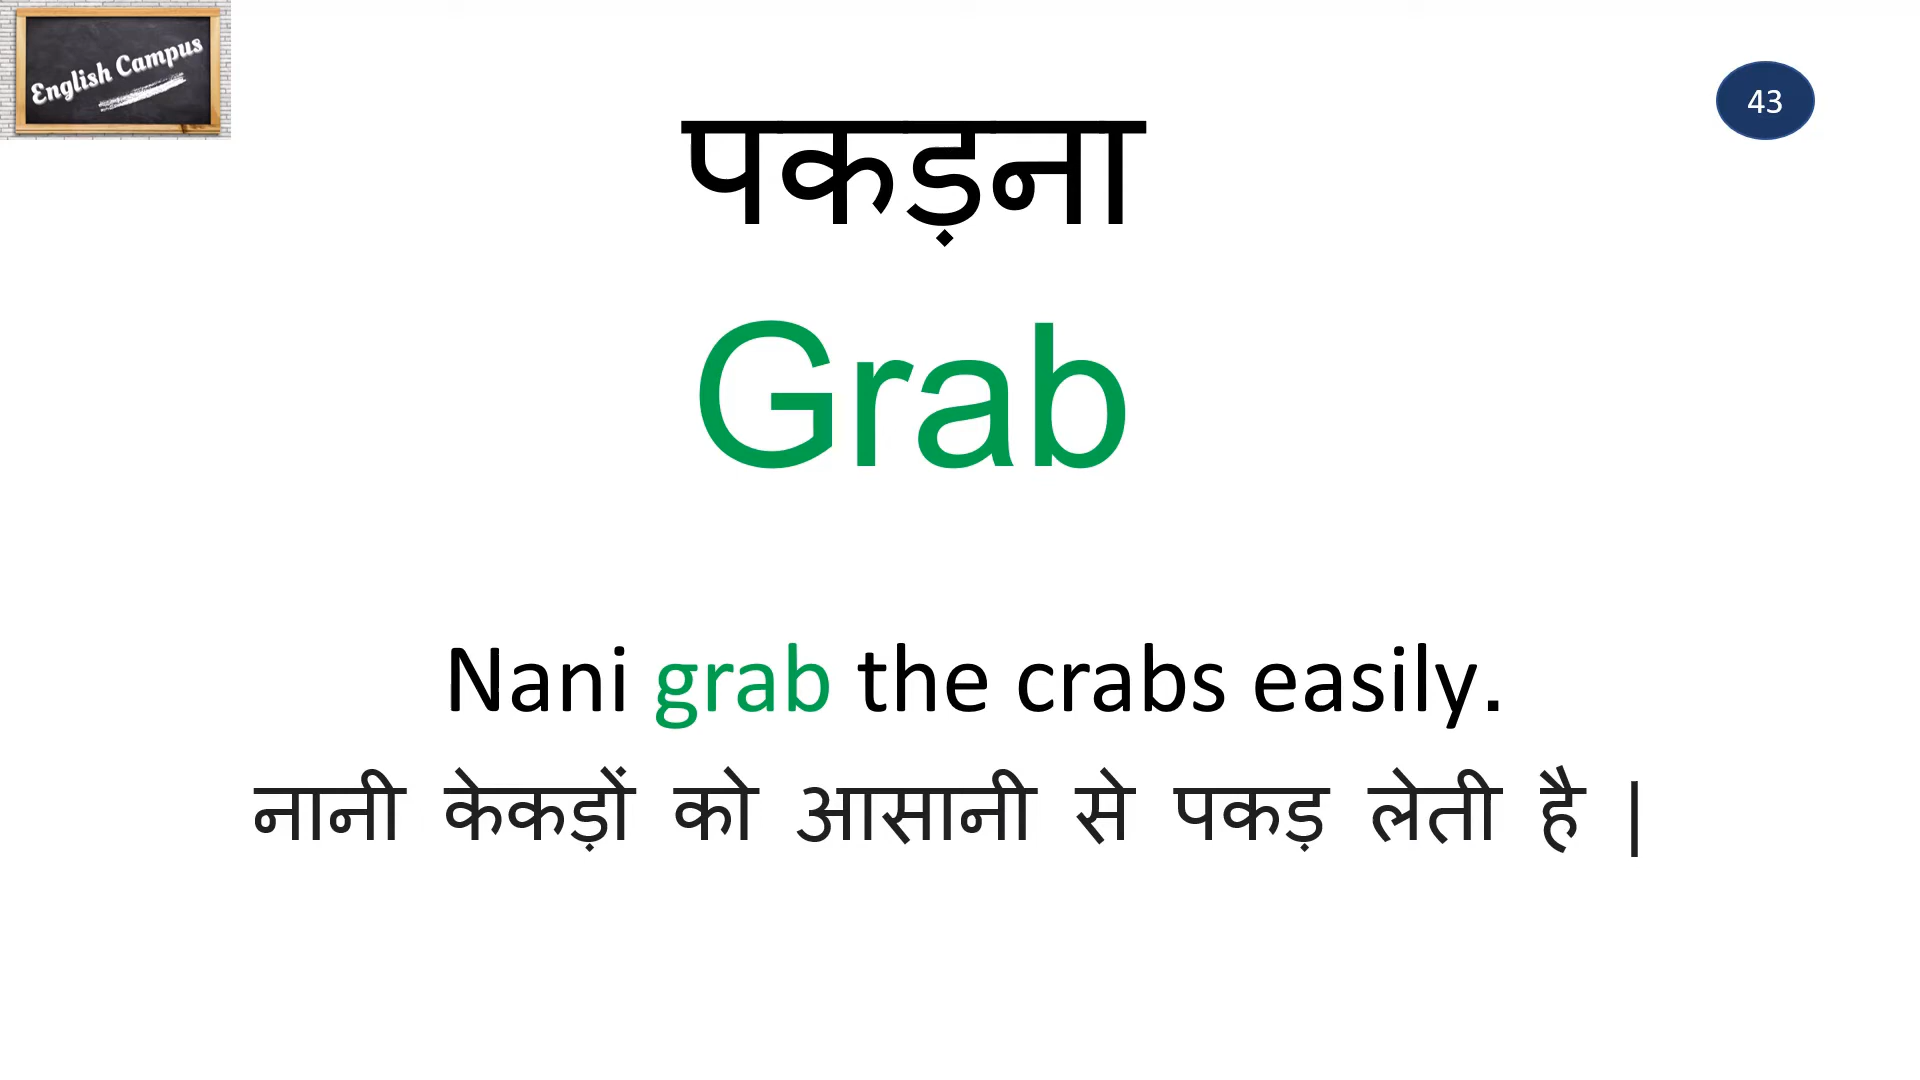 English Campus
43
पकड़ना
Grab
Nani grab the crabs easily.
नानी केकड़ों को आसानी से पकड़ लेती है |